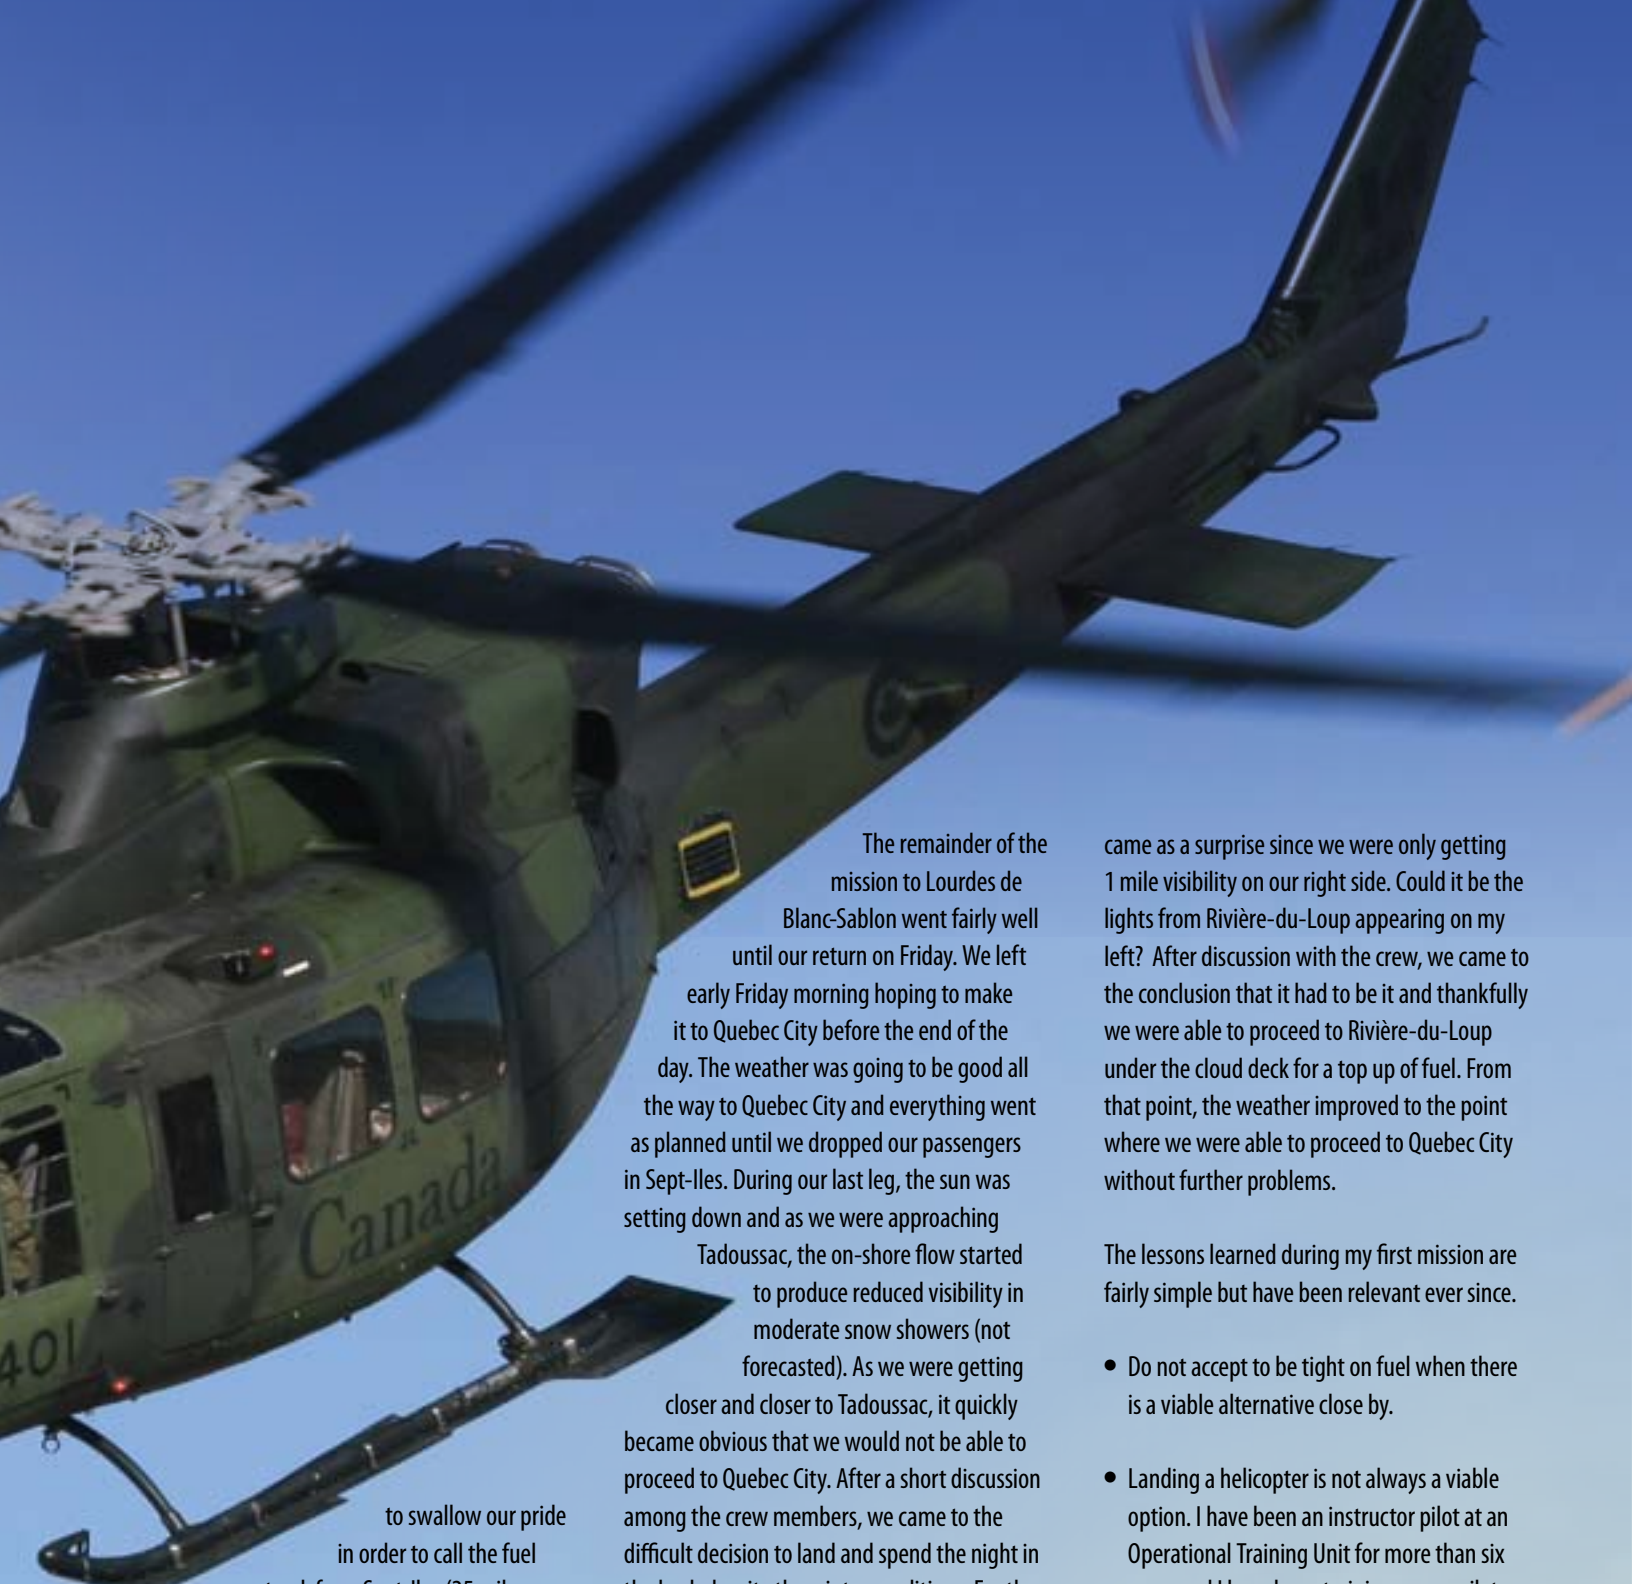 Canada
401
to swallow our pride
in order to call the fuel
The remainder of the
mission to Lourdes de
Blanc-Sablon went fairly well
until our return on Friday. We left
early Friday morning hoping to make
it to Quebec City before the end of the
day. The weather was going to be good all
the way to Quebec City and everything went
as planned until we dropped our passengers
in Sept-Iles. During our last leg, the sun was
setting down and as we were approaching
Tadoussac, the on-shore flow started
to produce reduced visibility in
moderate snow showers (not
forecasted). As we were getting
closer and closer to Tadoussac, it quickly
became obvious that we would not be able to
proceed to Quebec City. After a short discussion
among the crew members, we came to the
difficult decision to land and spend the night in
came as a surprise since we were only getting
1 mile visibility on our right side. Could it be the
lights from Rivière-du-Loup appearing on my
left? After discussion with the crew, we came to
the conclusion that it had to be it and thankfully
we were able to proceed to Rivière-du-Loup
under the cloud deck for a top up of fuel. From
that point, the weather improved to the point
where we were able to proceed to Quebec City
without further problems.
The lessons learned during my first mission are
fairly simple but have been relevant ever since.
• Do not accept to be tight on fuel when there
is a viable alternative close by.
• Landing a helicopter is not always a viable
option. I have been an instructor pilot at an
Operational Training Unit for more than six